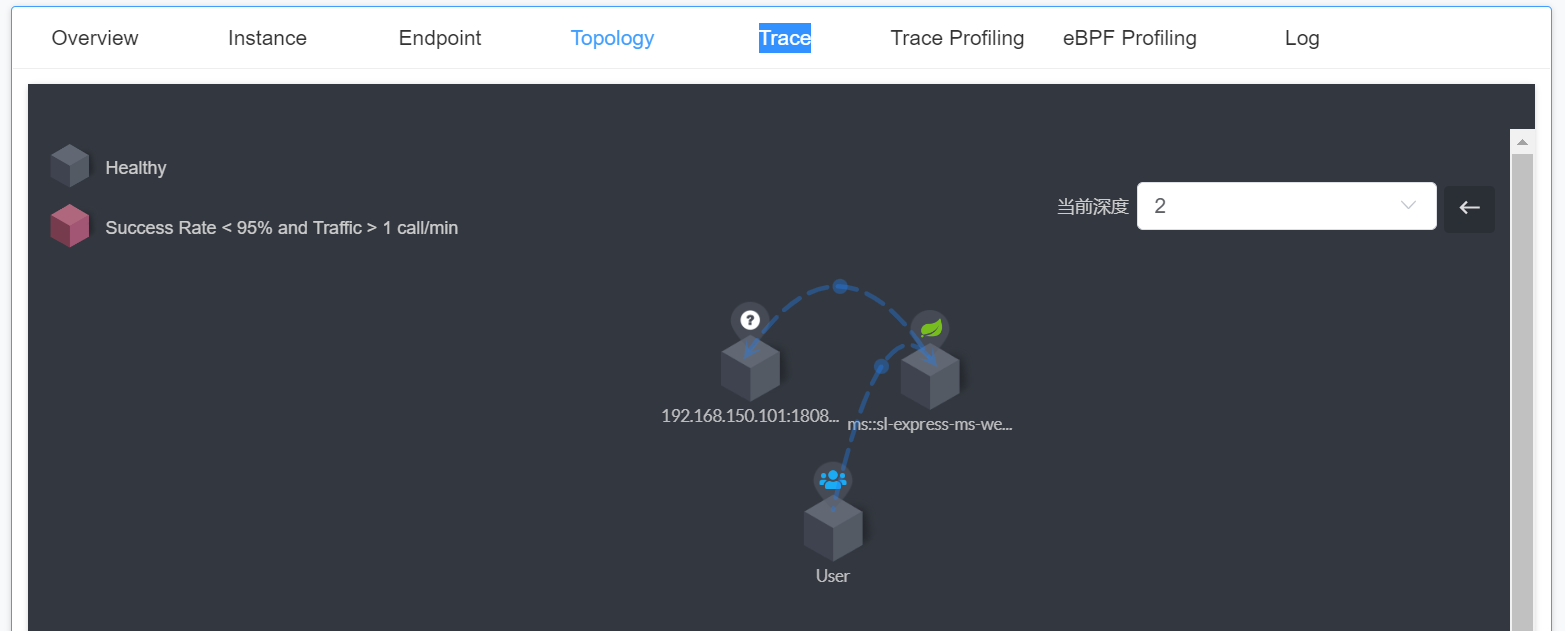 Overview Instance Endpoint Topology Trace Trace Profiling eBPF Profiling Log
Healthy
当前深度 2
Success Rate < 95% and Traffic > 1 call/min
?
192.168.150.101:1808...
ms::sl-express-ms-we...
User